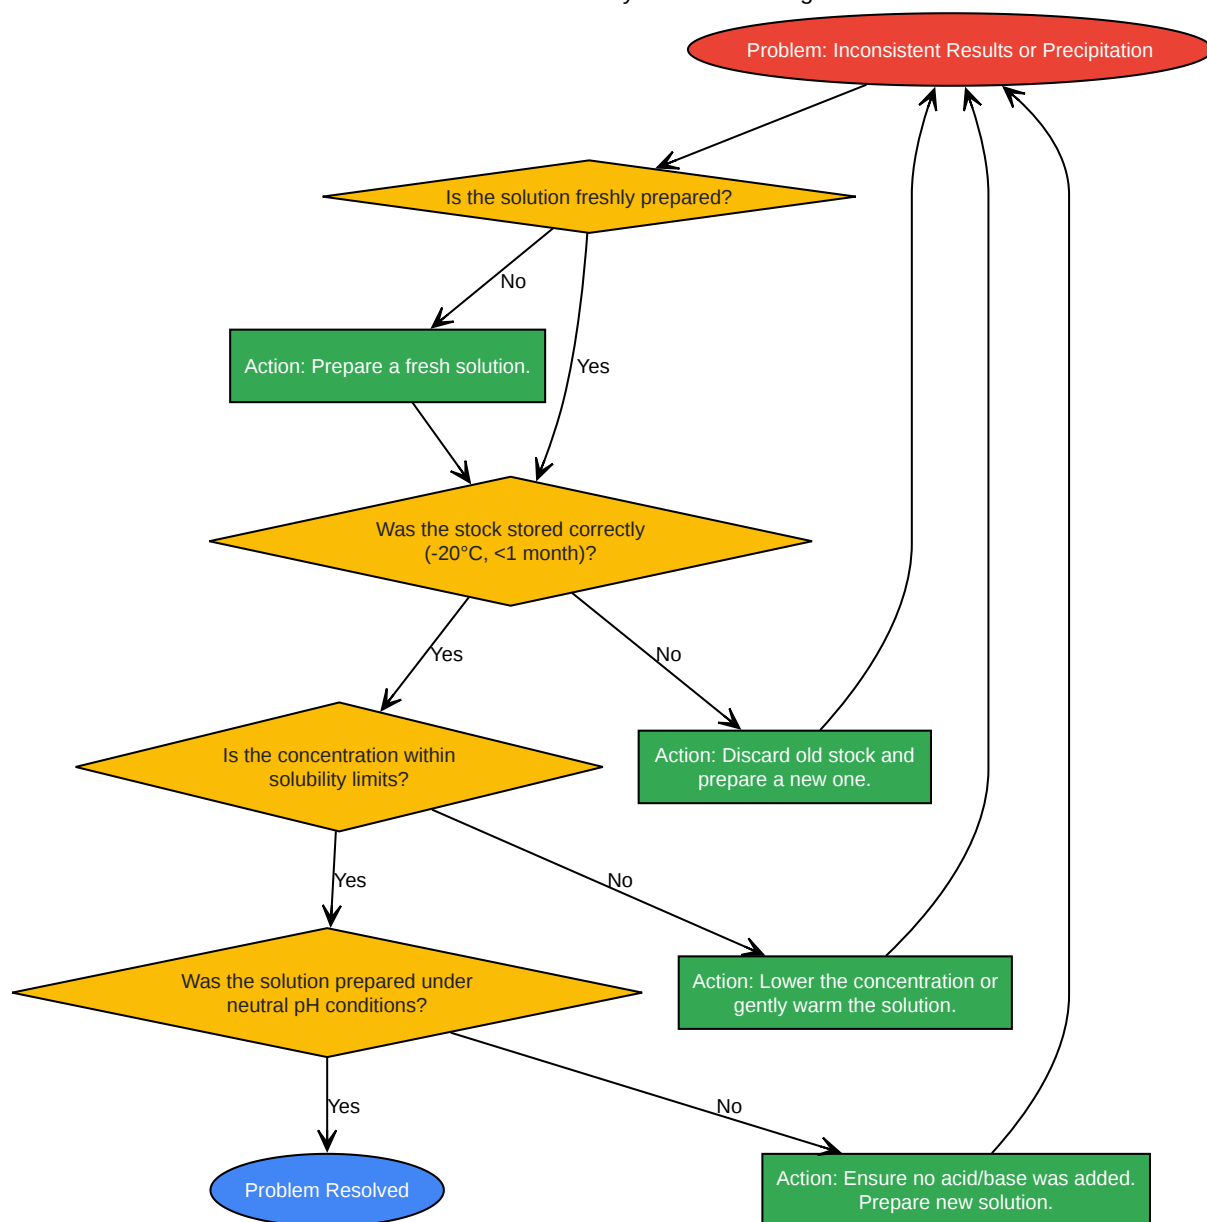 Problem: Inconsistent Results or Precipitation
Is the solution freshly prepared?
No
Action: Prepare a fresh solution.
Yes
Was the stock stored correctly
(-20°C, <1 month)?
Yes
No
Is the concentration within
solubility limits?
Action: Discard old stock and
prepare a new one.
Yes
No
Was the solution prepared under
neutral pH conditions?
Action: Lower the concentration or
gently warm the solution.
Yes
No
Problem Resolved
Action: Ensure no acid/base was added.
Prepare new solution.